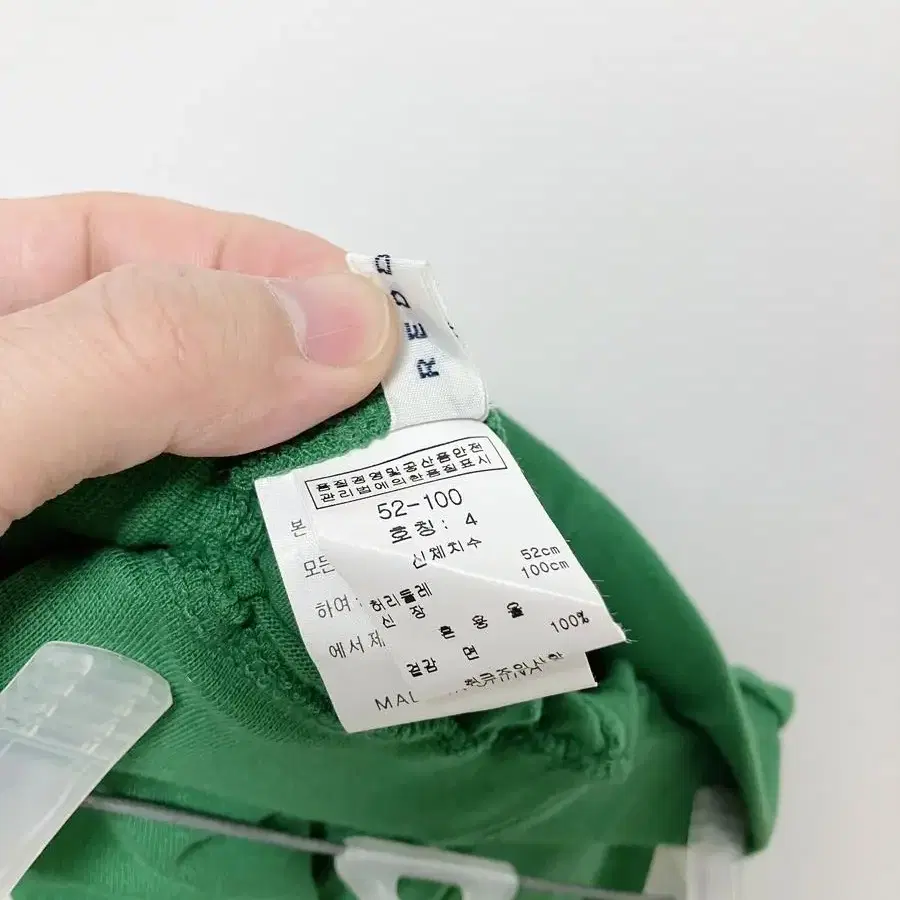 RED
품질경영및공산품안전
관리법에의한품질표시
52-100
호칭: 4
신체치수
허리둘레 52cm
신 장 100cm
혼 용 율
겉감 면 100%
본
모든
하여
에서 제